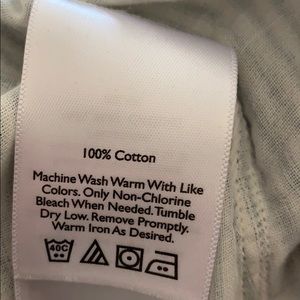 100% Cotton
Machine Wash Warm With Like
Colors. Only Non-Chlorine
Bleach When Needed. Tumble
Dry Low. Remove Promptly.
Warm Iron As Desired.
40C